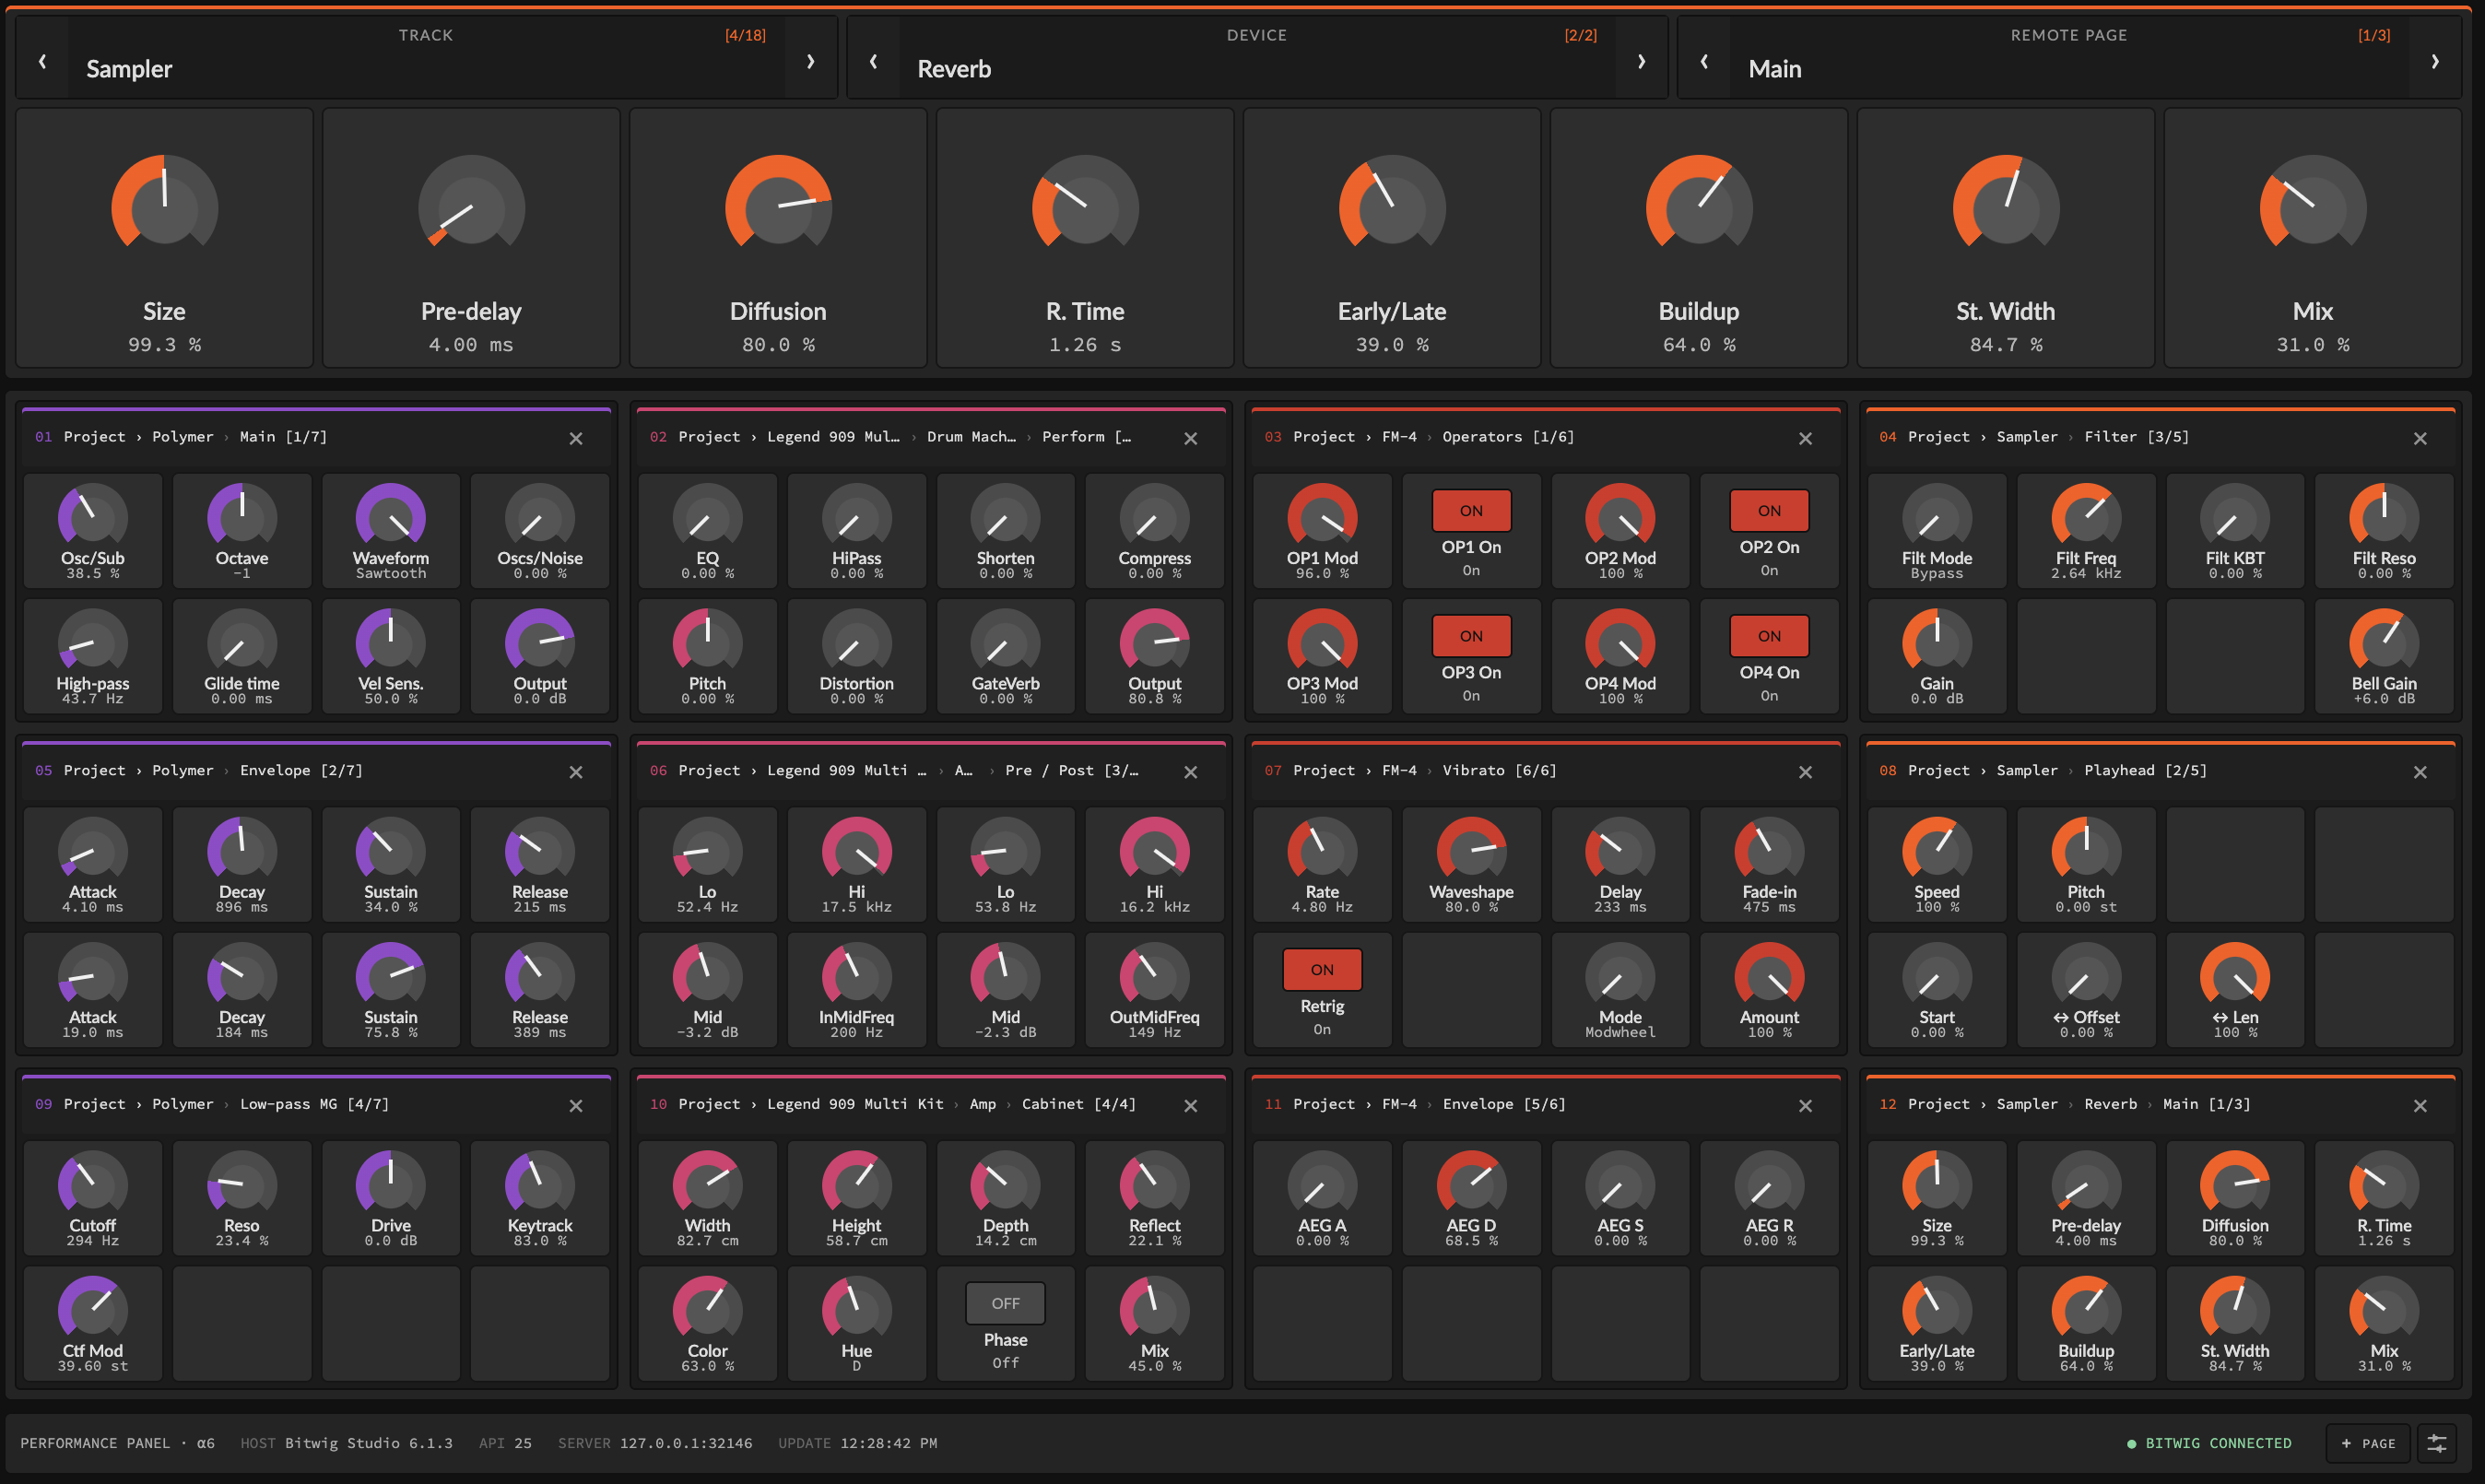 TRACK [4/18]
Sampler
DEVICE [2/2]
Reverb
REMOTE PAGE [1/3]
Main
Size Pre-delay Diffusion R. Time Early/Late Buildup St. Width Mix
99.3 % 4.00 ms 80.0 % 1.26 s 39.0 % 64.0 % 84.7 % 31.0 %
01 Project › Polymer › Main [1/7]
Osc/Sub Octave Waveform Oscs/Noise
38.5 % -1 Sawtooth 0.00 %
High-pass Glide time Vel Sens. Output
43.7 Hz 0.00 ms 50.0 % 0.0 dB
02 Project › Legend 909 Mul… › Drum Mach… › Perform […
EQ HiPass Shorten Compress
0.00 % 0.00 % 0.00 % 0.00 %
Pitch Distortion GateVerb Output
0.00 % 0.00 % 0.00 % 80.8 %
03 Project › FM-4 › Operators [1/6]
ON ON
OP1 Mod OP1 On OP2 Mod OP2 On
96.0 % On 100 % On
ON ON
OP3 Mod OP3 On OP4 Mod OP4 On
100 % On 100 % On
04 Project › Sampler › Filter [3/5]
Filt Mode Filt Freq Filt KBT Filt Reso
Bypass 2.64 kHz 0.00 % 0.00 %
Gain Bell Gain
0.0 dB +6.0 dB
05 Project › Polymer › Envelope [2/7]
Attack Decay Sustain Release
4.10 ms 896 ms 34.0 % 215 ms
Attack Decay Sustain Release
19.0 ms 184 ms 75.8 % 389 ms
06 Project › Legend 909 Multi … › A… › Pre / Post [3/…
Lo Hi Lo Hi
52.4 Hz 17.5 kHz 53.8 Hz 16.2 kHz
Mid InMidFreq Mid OutMidFreq
-3.2 dB 200 Hz -2.3 dB 149 Hz
07 Project › FM-4 › Vibrato [6/6]
Rate Waveshape Delay Fade-in
4.80 Hz 80.0 % 233 ms 475 ms
ON
Retrig Mode Amount
On Modwheel 100 %
08 Project › Sampler › Playhead [2/5]
Speed Pitch
100 % 0.00 st
Start ↔ Offset ↔ Len
0.00 % 0.00 % 100 %
09 Project › Polymer › Low-pass MG [4/7]
Cutoff Reso Drive Keytrack
294 Hz 23.4 % 0.0 dB 83.0 %
Ctf Mod
39.60 st
10 Project › Legend 909 Multi Kit › Amp › Cabinet [4/4]
Width Height Depth Reflect
82.7 cm 58.7 cm 14.2 cm 22.1 %
OFF
Color Hue Phase Mix
63.0 % D Off 45.0 %
11 Project › FM-4 › Envelope [5/6]
AEG A AEG D AEG S AEG R
0.00 % 68.5 % 0.00 % 0.00 %
12 Project › Sampler › Reverb › Main [1/3]
Size Pre-delay Diffusion R. Time
99.3 % 4.00 ms 80.0 % 1.26 s
Early/Late Buildup St. Width Mix
39.0 % 64.0 % 84.7 % 31.0 %
PERFORMANCE PANEL · α6 HOST Bitwig Studio 6.1.3 API 25 SERVER 127.0.0.1:32146 UPDATE 12:28:42 PM BITWIG CONNECTED + PAGE